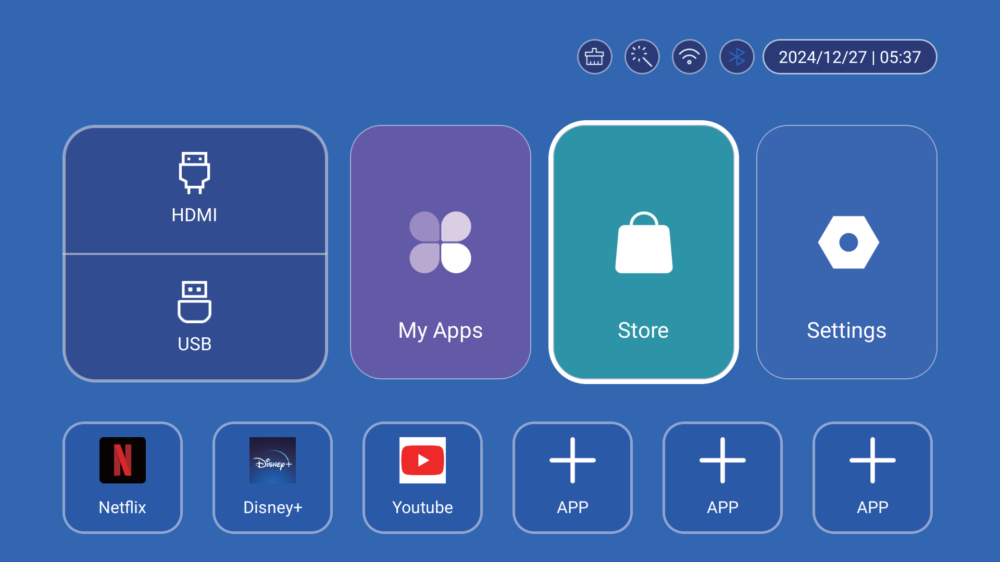 2024/12/27 | 05:37
HDMI
USB
My Apps
Store
Settings
N
Disney+
Netflix
Disney+
Youtube
APP
APP
APP